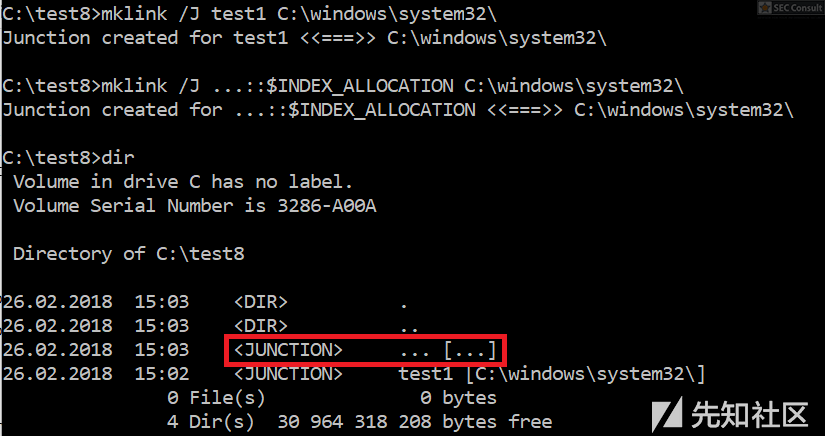 SEC Consult
C:\test8>mklink /J test1 C:\windows\system32\
Junction created for test1 <<===>> C:\windows\system32\
C:\test8>mklink /J ...::$INDEX_ALLOCATION C:\windows\system32\
Junction created for ...::$INDEX_ALLOCATION <<===>> C:\windows\system32\
C:\test8>dir
Volume in drive C has no label.
Volume Serial Number is 3286-A00A
Directory of C:\test8
26.02.2018 15:03 <DIR> .
26.02.2018 15:03 <DIR> ..
26.02.2018 15:03 <JUNCTION> ... [...]
26.02.2018 15:02 <JUNCTION> test1 [C:\windows\system32\]
0 File(s) 0 bytes
4 Dir(s) 30 964 318 208 bytes free
先知社区